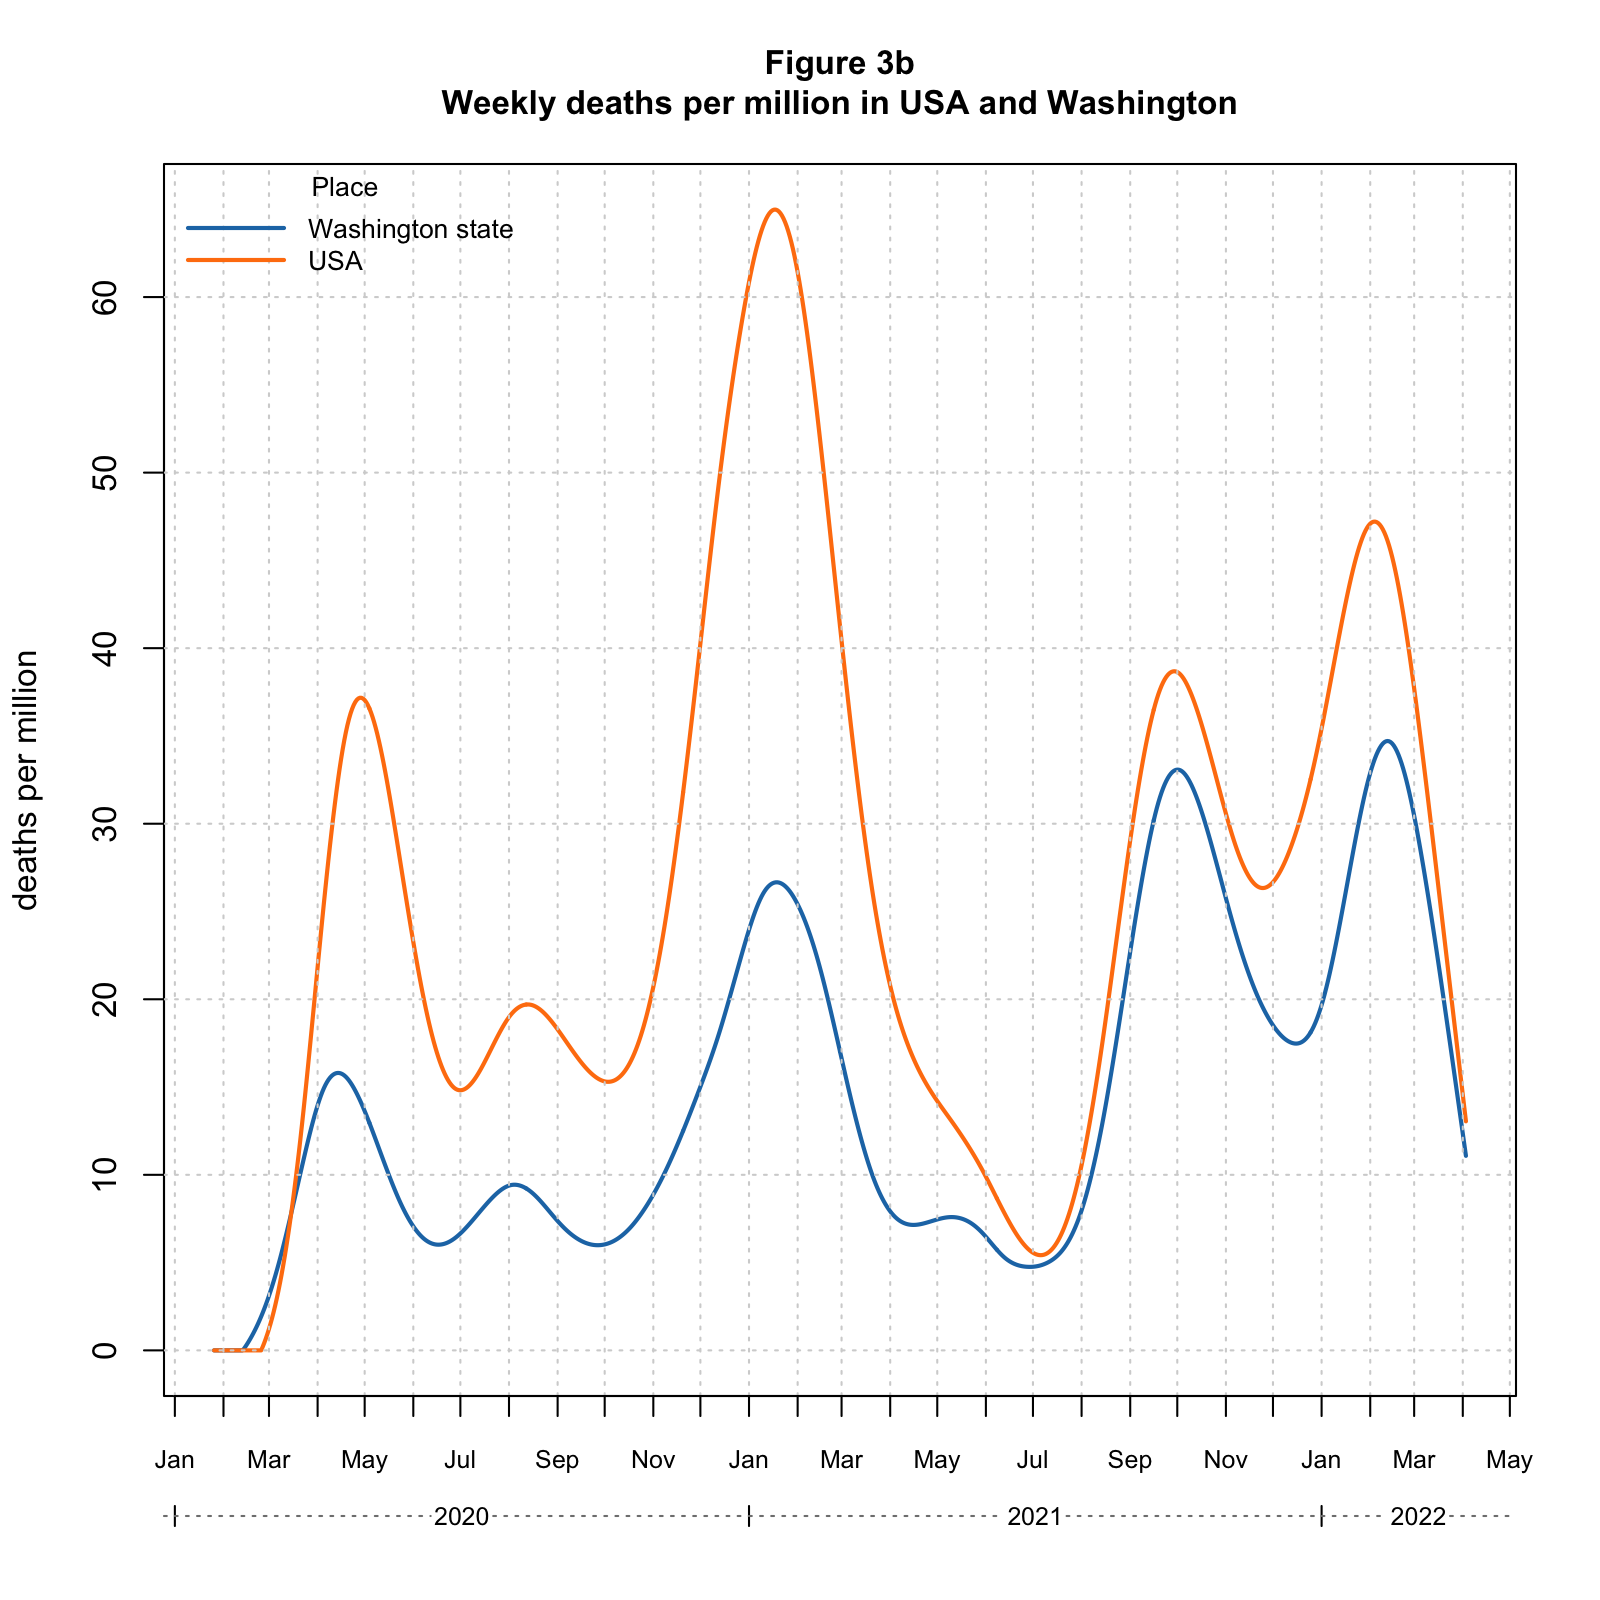 Figure 3b
Weekly deaths per million in USA and Washington
Place
Washington state
USA
deaths per million
60
50
40
30
20
10
0
Jan Mar May Jul Sep Nov Jan Mar May Jul Sep Nov Jan Mar May
2020 2021 2022